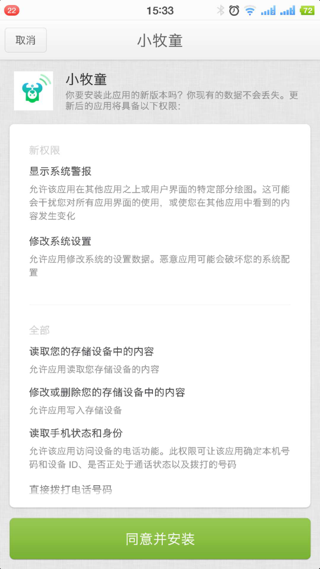 22
15:33
72
取消
小牧童
小牧童
你要安装此应用的新版本吗？你现有的数据不会丢失。更
新后的应用将具备以下权限：
新权限
显示系统警报
允许该应用在其他应用之上或用户界面的特定部分绘图。这可能
会干扰您对所有应用界面的使用，或使您在其他应用中看到的内
容发生变化
修改系统设置
允许应用修改系统的设置数据。恶意应用可能会破坏您的系统配
置
全部
读取您的存储设备中的内容
允许应用读取您存储设备的内容
修改或删除您的存储设备中的内容
允许应用写入存储设备
读取手机状态和身份
允许该应用访问设备的电话功能。此权限可让该应用确定本机号
码和设备 ID、是否正处于通话状态以及拨打的号码
直接拨打电话号码
同意并安装